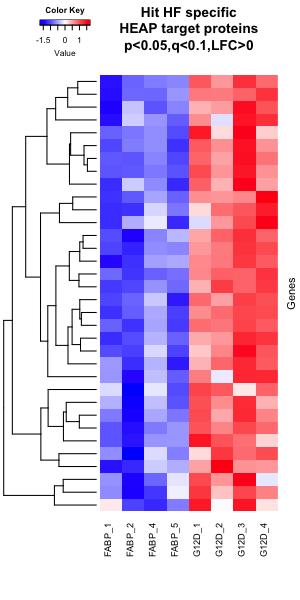 Color Key
-1.5 0 1
Value
Hit HF specific
HEAP target proteins
p<0.05,q<0.1,LFC>0
Genes
FABP_1
FABP_2
FABP_4
FABP_5
G12D_1
G12D_2
G12D_3
G12D_4